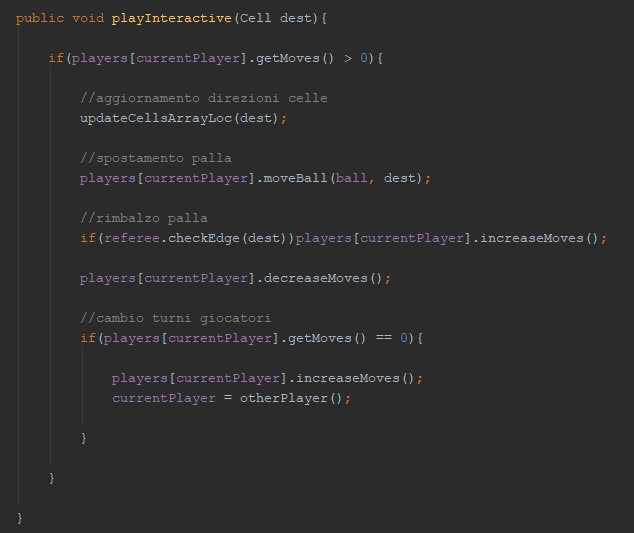 public void playInteractive(Cell dest){
if(players[currentPlayer].getMoves() > 0){
//aggiornamento direzioni celle
updateCellsArrayLoc(dest);
//spostamento palla
players[currentPlayer].moveBall(ball, dest);
//rimbalzo palla
if(referee.checkEdge(dest))players[currentPlayer].increaseMoves();
players[currentPlayer].decreaseMoves();
//cambio turni giocatori
if(players[currentPlayer].getMoves() == 0){
players[currentPlayer].increaseMoves();
currentPlayer = otherPlayer();
}
}
}